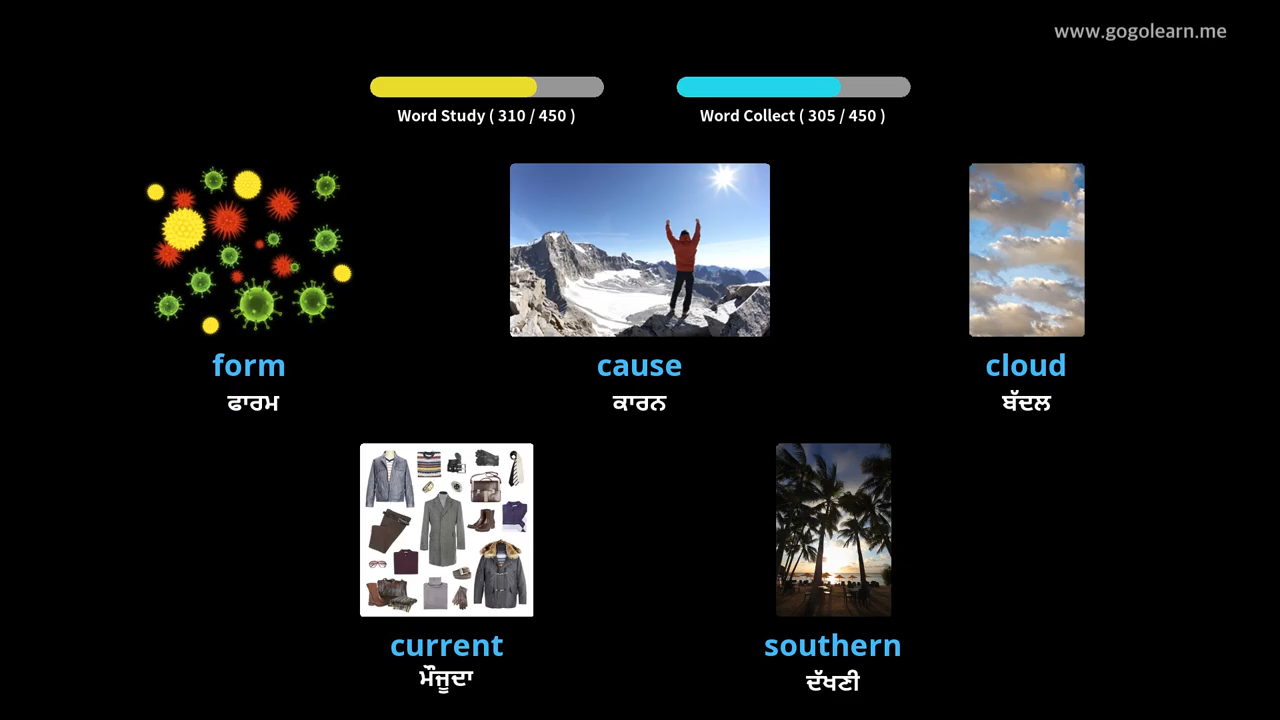 www.gogolearn.me
Word Study ( 310 / 450 )
Word Collect ( 305 / 450 )
form
ਫਾਰਮ
cause
ਕਾਰਨ
cloud
ਬੱਦਲ
current
ਮੌਜੂਦਾ
southern
ਦੱਖਣੀ